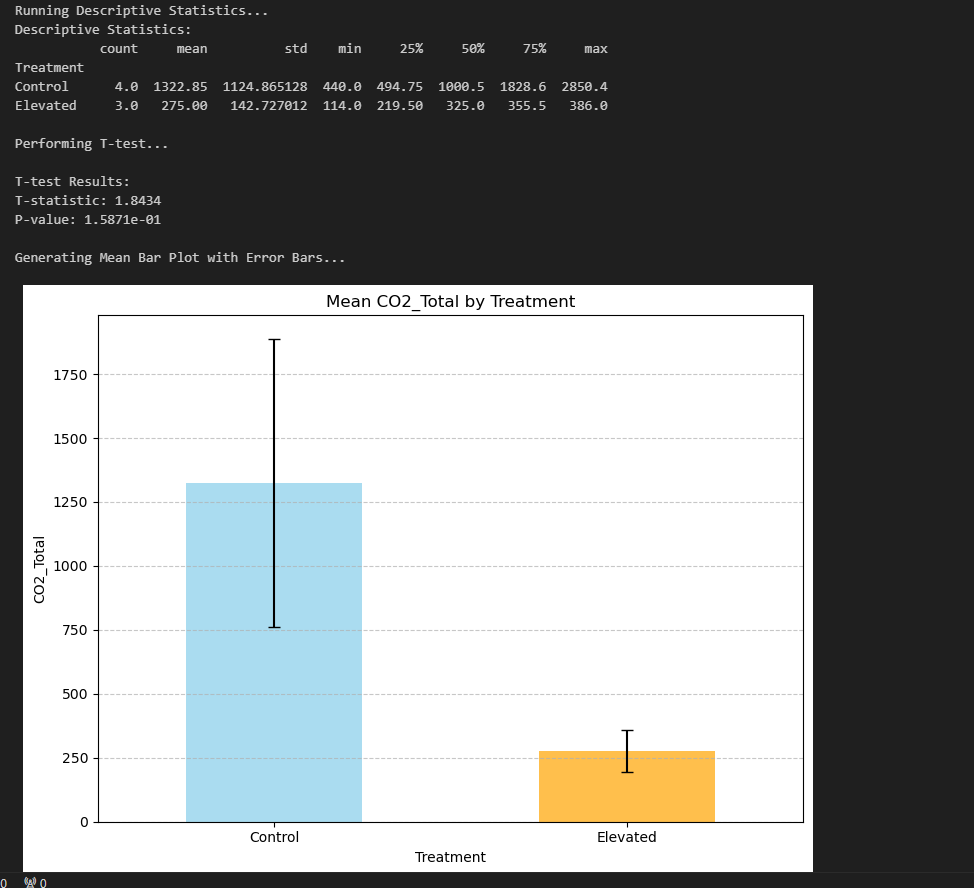 Running Descriptive Statistics...
Descriptive Statistics:
count mean std min 25% 50% 75% max
Treatment
Control 4.0 1322.85 1124.865128 440.0 494.75 1000.5 1828.6 2850.4
Elevated 3.0 275.00 142.727012 114.0 219.50 325.0 355.5 386.0
Performing T-test...
T-test Results:
T-statistic: 1.8434
P-value: 1.5871e-01
Generating Mean Bar Plot with Error Bars...
Mean CO2_Total by Treatment
1750
1500
1250
1000
750
500
250
0
CO2_Total
Control Elevated
Treatment
0 0